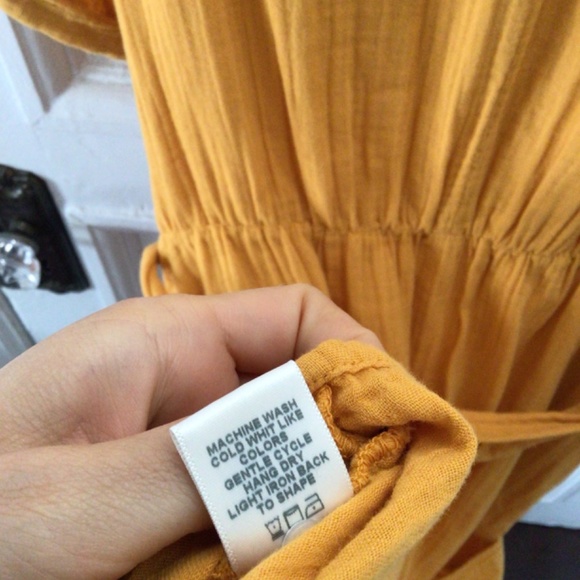 MACHINE WASH
COLD WHIT LIKE
COLORS
GENTLE CYCLE
HANG DRY
LIGHT IRON BACK
TO SHAPE